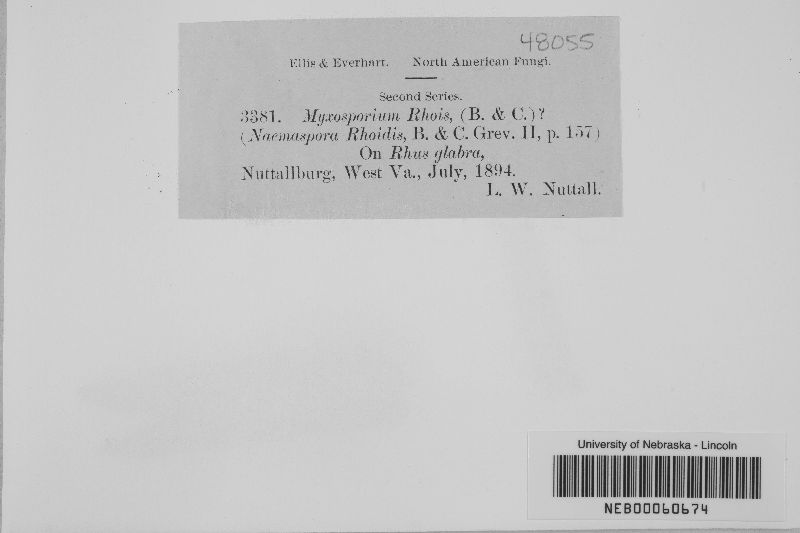 48055
Ellis & Everhart. North American Fungi.
Second Series.
3381. Myxosporium Rhois, (B. & C.)?
(Naemaspora Rhoidis, B. & C. Grev. II, p. 157)
On Rhus glabra,
Nuttallburg, West Va., July, 1894.
L. W. Nuttall.
University of Nebraska - Lincoln
NEB00060674